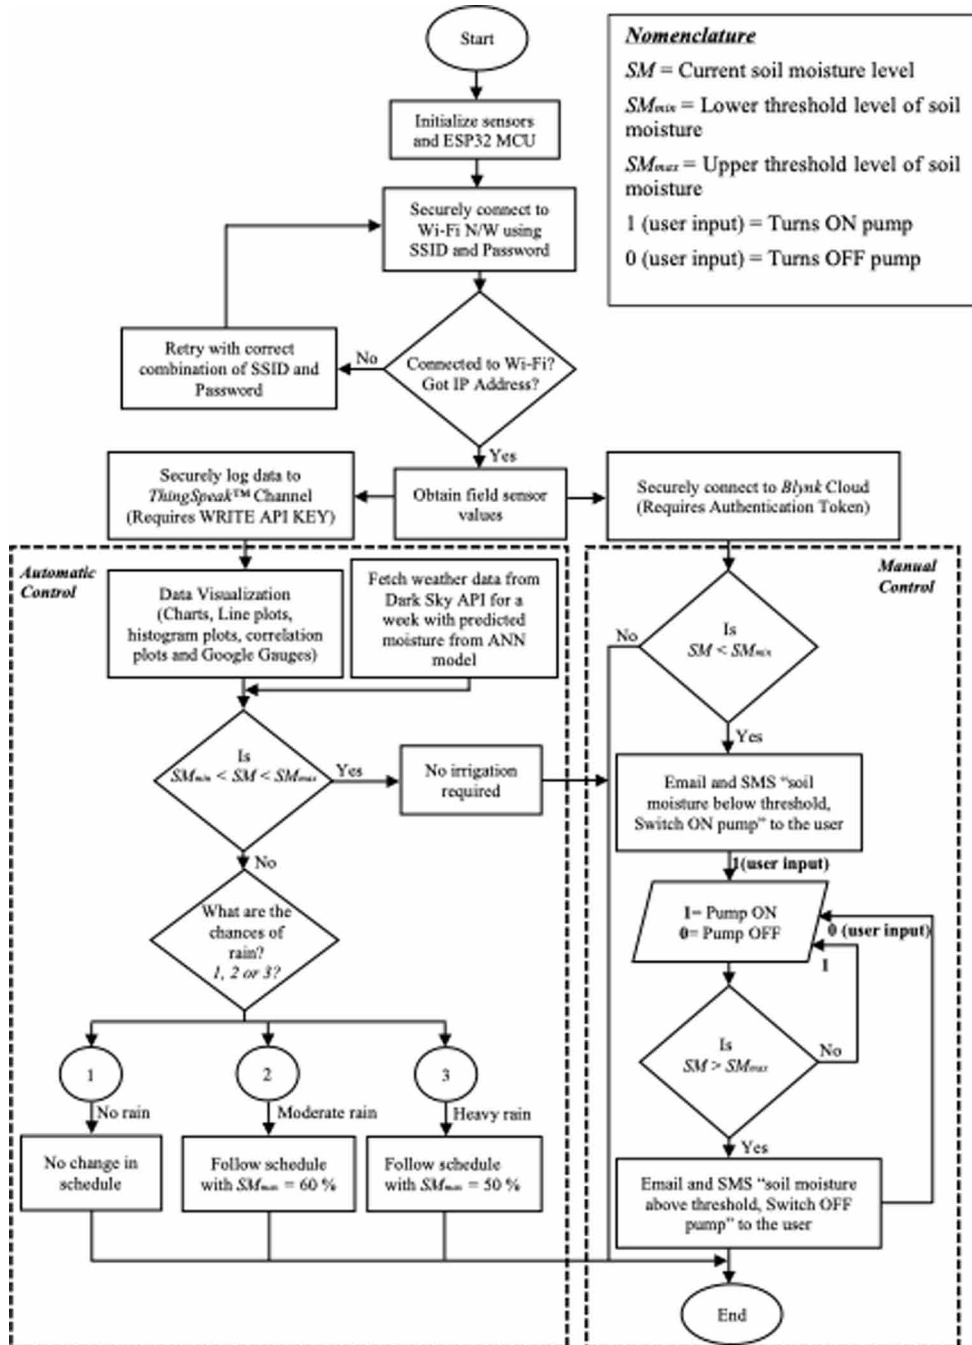 Start
Nomenclature
SM = Current soil moisture level
SMmin = Lower threshold level of soil
moisture
SMmax = Upper threshold level of soil
moisture
1 (user input) = Turns ON pump
0 (user input) = Turns OFF pump
Initialize sensors
and ESP32 MCU
Securely connect to
Wi-Fi N/W using
SSID and Password
Retry with correct
combination of SSID and
Password
No
Connected to Wi-Fi?
Got IP Address?
Yes
Securely log data to
ThingSpeak™ Channel
(Requires WRITE API KEY)
Obtain field sensor
values
Securely connect to Blynk Cloud
(Requires Authentication Token)
Automatic
Control
Data Visualization
(Charts, Line plots,
histogram plots, correlation
plots and Google Gauges)
Fetch weather data from
Dark Sky API for a
week with predicted
moisture from ANN
model
Is
SMmin < SM < SMmax
Yes
No irrigation
required
No
What are the
chances of
rain?
1, 2 or 3?
1
2
3
No rain
Moderate rain
Heavy rain
No change in
schedule
Follow schedule
with SMmax = 60 %
Follow schedule
with SMmax = 50 %
Manual
Control
No
Is
SM < SMmin
Yes
Email and SMS “soil
moisture below threshold,
Switch ON pump” to the user
1(user input)
1= Pump ON
0= Pump OFF
0 (user input)
1
Is
SM > SMmax
No
Yes
Email and SMS “soil moisture
above threshold, Switch OFF
pump” to the user
End